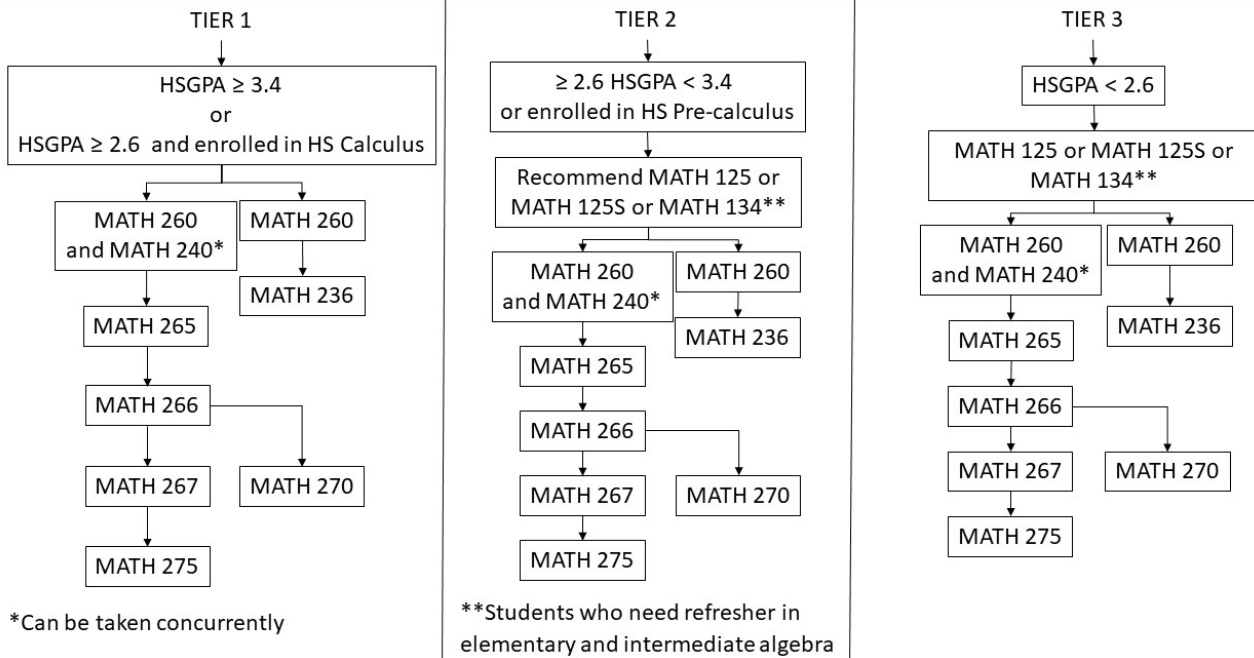 TIER 1
HSGPA ≥ 3.4
or
HSGPA ≥ 2.6 and enrolled in HS Calculus
MATH 260
and MATH 240*
MATH 260
MATH 236
MATH 265
MATH 266
MATH 267
MATH 270
MATH 275
*Can be taken concurrently
TIER 2
≥ 2.6 HSGPA < 3.4
or enrolled in HS Pre-calculus
Recommend MATH 125 or
MATH 125S or MATH 134**
MATH 260
and MATH 240*
MATH 260
MATH 236
MATH 265
MATH 266
MATH 267
MATH 270
MATH 275
**Students who need refresher in
elementary and intermediate algebra
TIER 3
HSGPA < 2.6
MATH 125 or MATH 125S or
MATH 134**
MATH 260
and MATH 240*
MATH 260
MATH 236
MATH 265
MATH 266
MATH 267
MATH 270
MATH 275